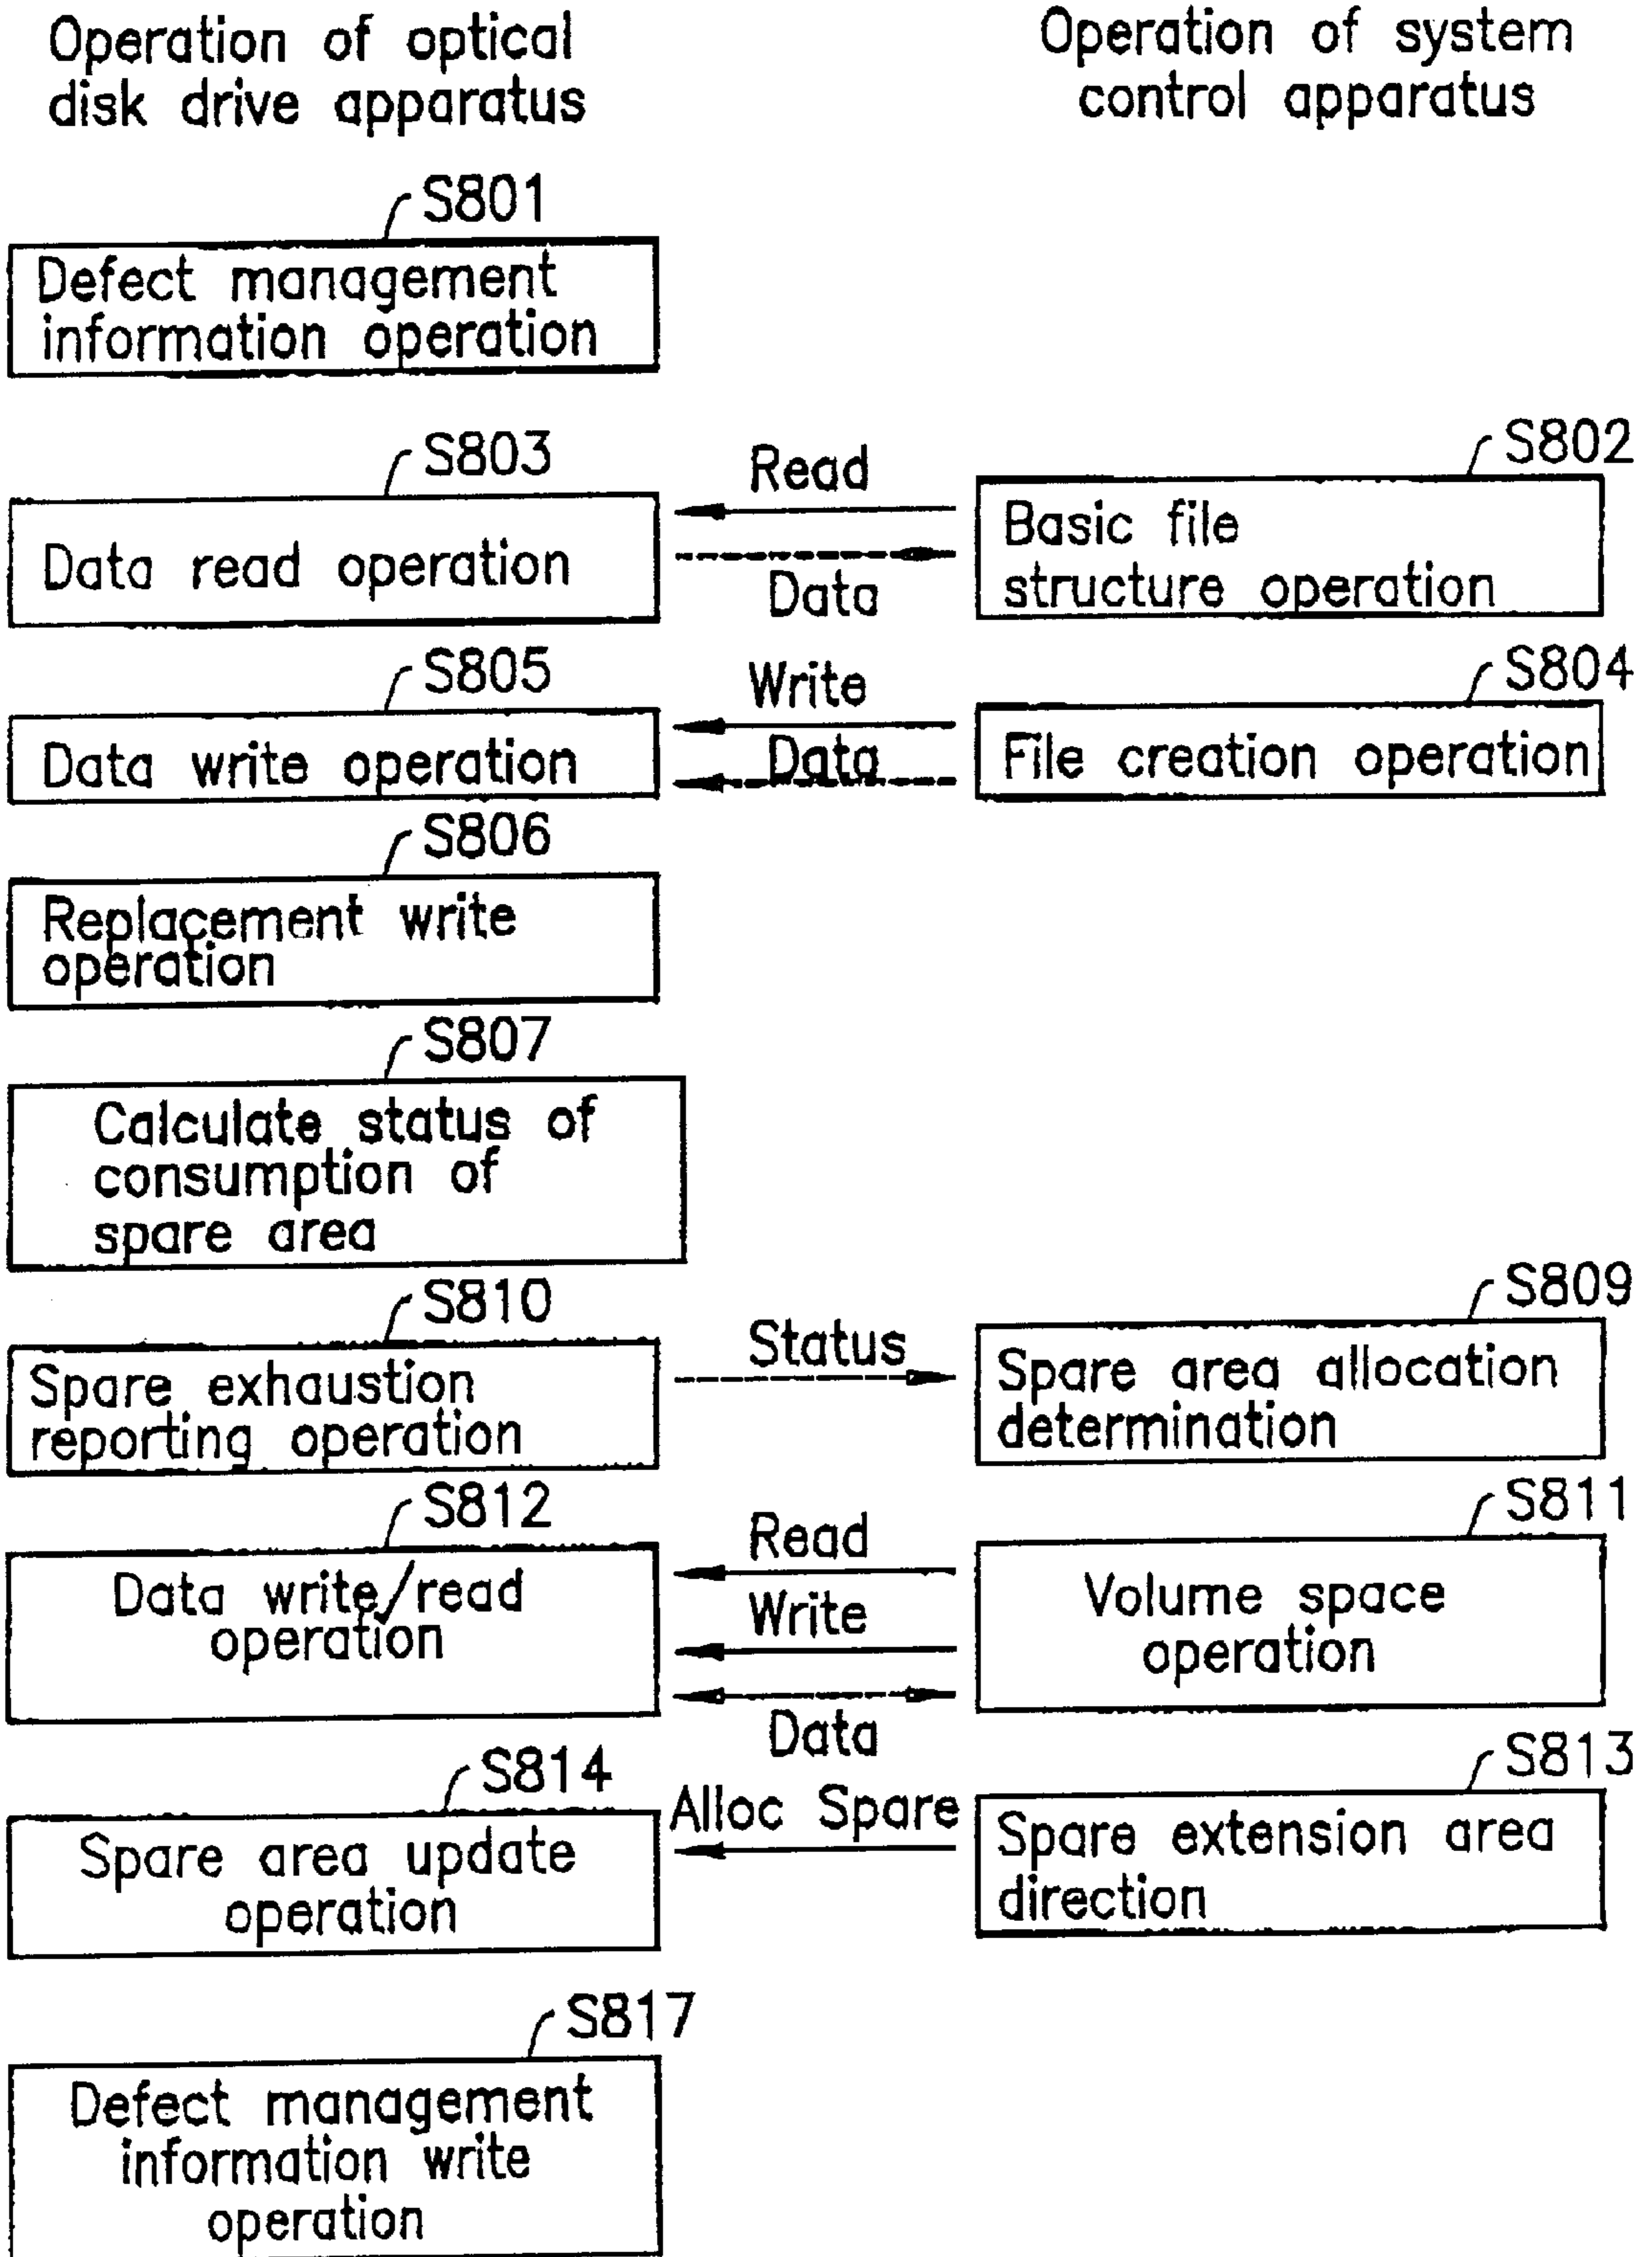 Operation of optical
disk drive apparatus
Operation of system
control apparatus
S801
Defect management
information operation
S803
Data read operation
Read
Data
S802
Basic file
structure operation
S805
Data write operation
Write
Data
S804
File creation operation
S806
Replacement write
operation
S807
Calculate status of
consumption of
spare area
S810
Spare exhaustion
reporting operation
Status
S809
Spare area allocation
determination
S812
Data write/read
operation
Read
Write
Data
S811
Volume space
operation
S814
Spare area update
operation
Alloc Spare
S813
Spare extension area
direction
S817
Defect management
information write
operation